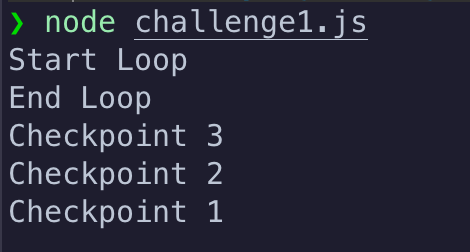 ❯ node challenge1.js
Start Loop
End Loop
Checkpoint 3
Checkpoint 2
Checkpoint 1